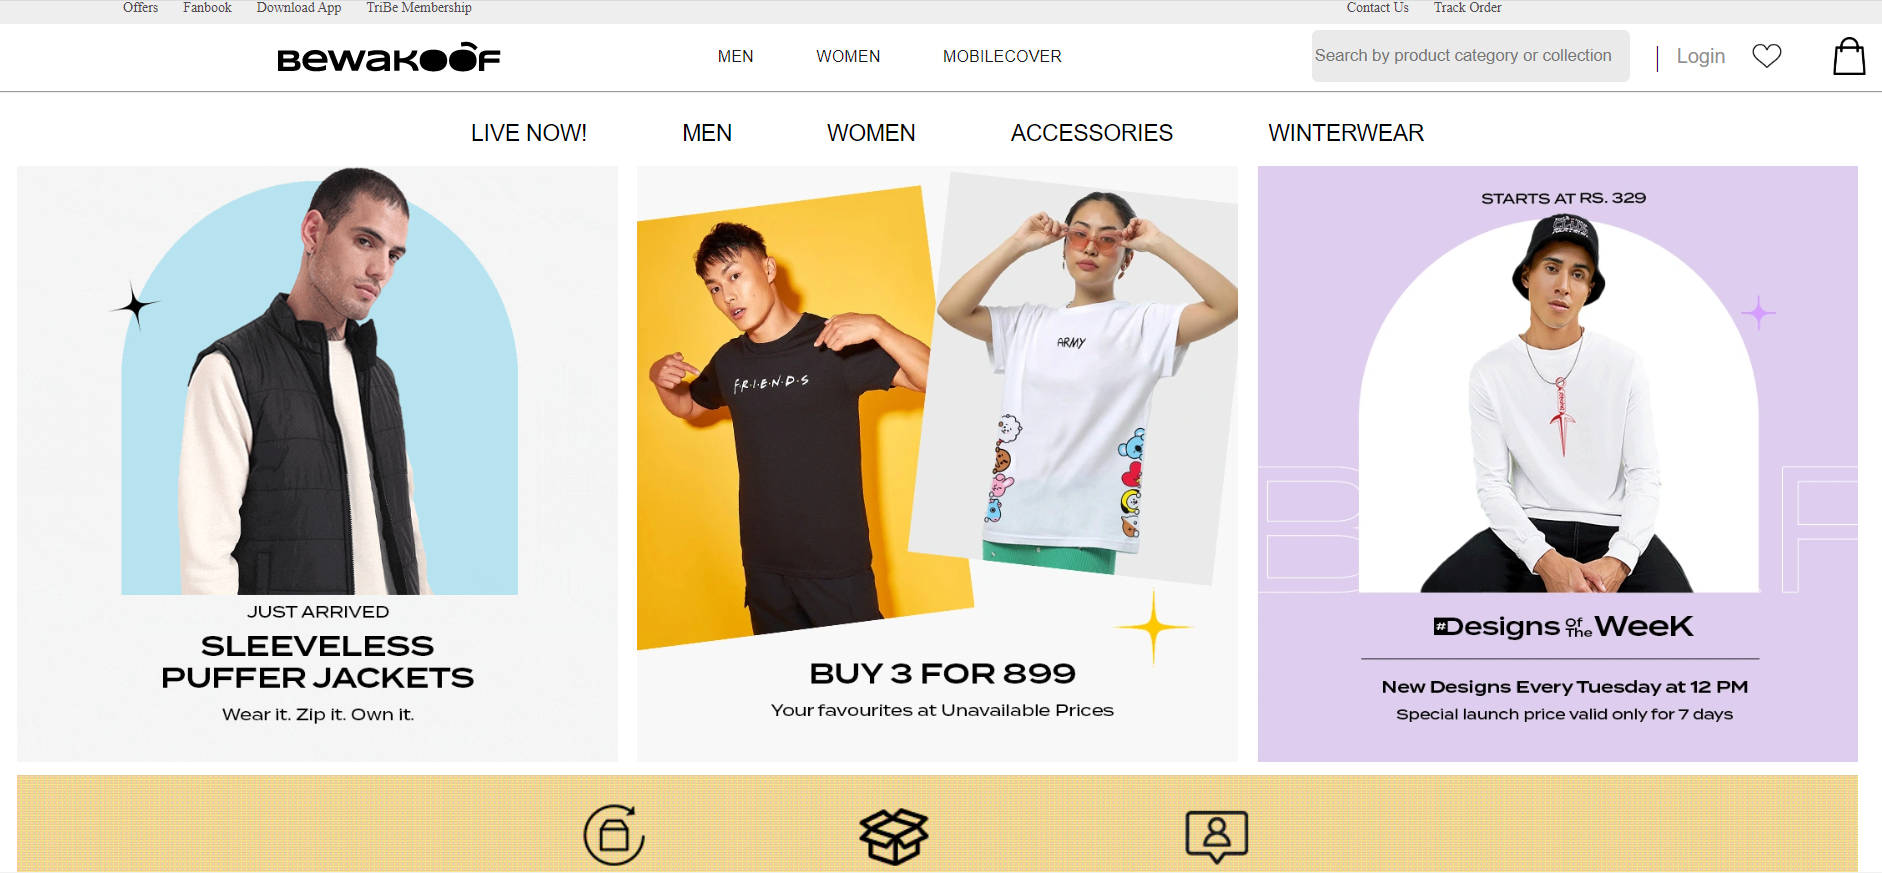 Offers Fanbook Download App TriBe Membership Contact Us Track Order
BEWAKOOF MEN WOMEN MOBILECOVER Search by product category or collection | Login
LIVE NOW! MEN WOMEN ACCESSORIES WINTERWEAR
JUST ARRIVED
SLEEVELESS
PUFFER JACKETS
Wear it. Zip it. Own it.
F·R·I·E·N·D·S
ARMY
BUY 3 FOR 899
Your favourites at Unavailable Prices
STARTS AT RS. 329
CLUB
B F
#Designs Of The WeeK
New Designs Every Tuesday at 12 PM
Special launch price valid only for 7 days